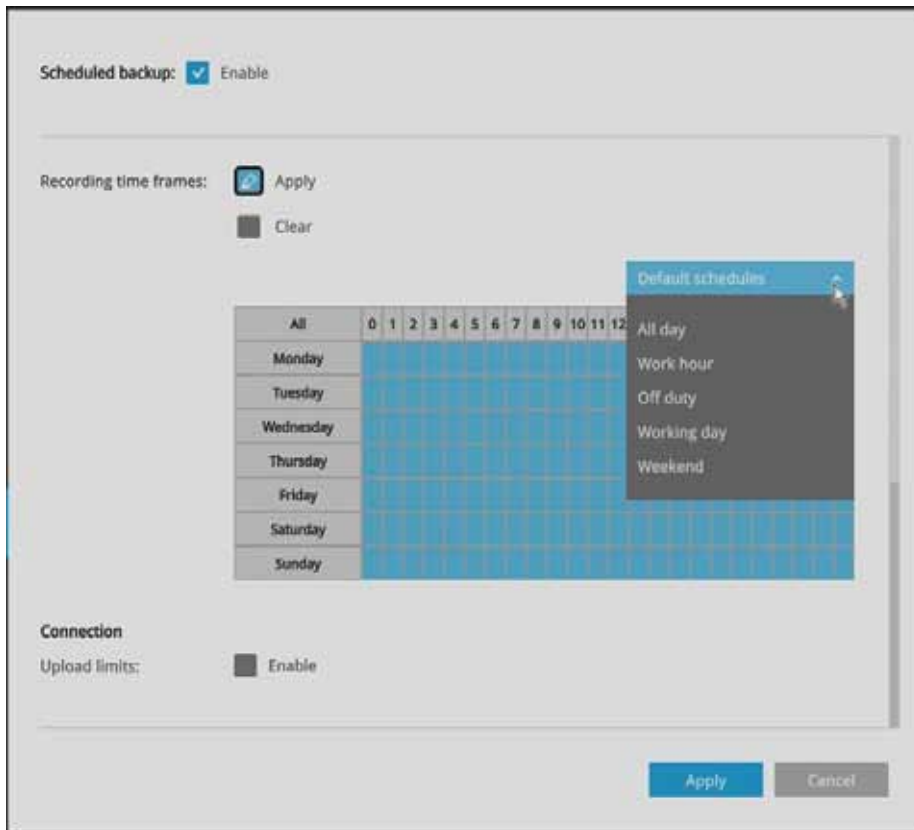 Scheduled backup: Enable
Recording time frames: Apply
Clear
Default schedules
All 0 1 2 3 4 5 6 7 8 9 10 11 12
All day
Monday
Work hour
Tuesday
Off duty
Wednesday
Working day
Thursday
Weekend
Friday
Saturday
Sunday
Connection
Upload limits: Enable
Apply Cancel